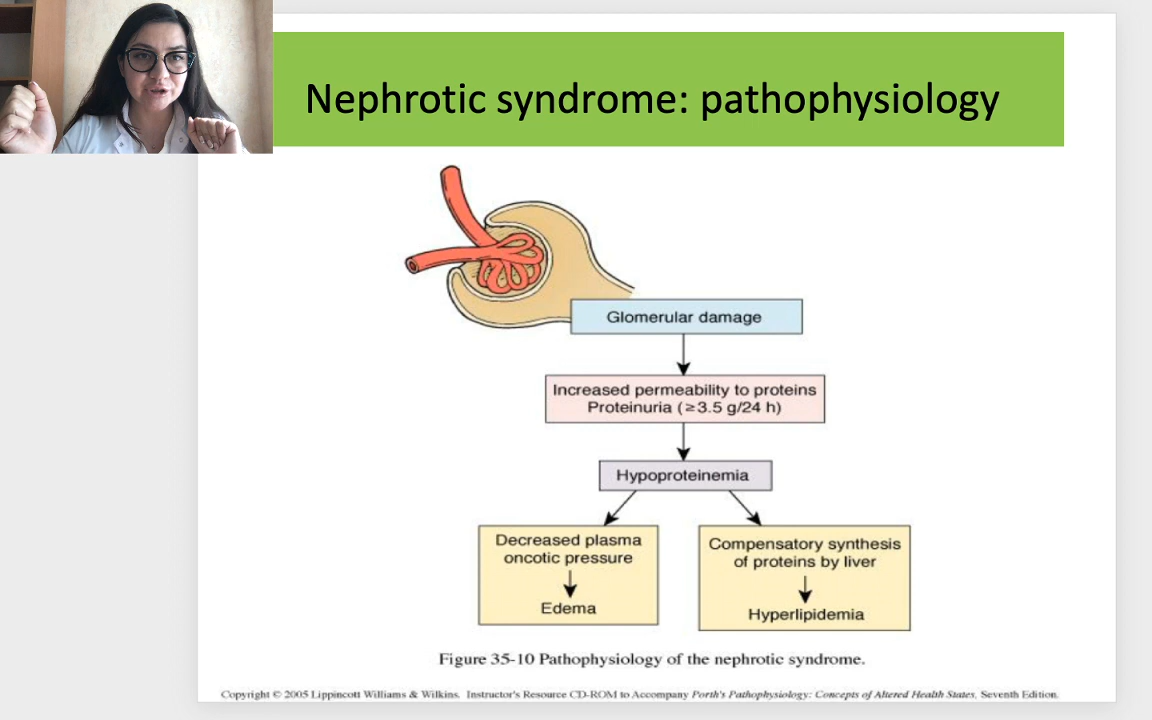 Nephrotic syndrome: pathophysiology
Glomerular damage
Increased permeability to proteins
Proteinuria (≥3.5 g/24 h)
Hypoproteinemia
Decreased plasma
oncotic pressure
Edema
Compensatory synthesis
of proteins by liver
Hyperlipidemia
Figure 35-10 Pathophysiology of the nephrotic syndrome.
Copyright © 2005 Lippincott Williams & Wilkins. Instructor's Resource CD-ROM to Accompany Porth's Pathophysiology: Concepts of Altered Health States, Seventh Edition.